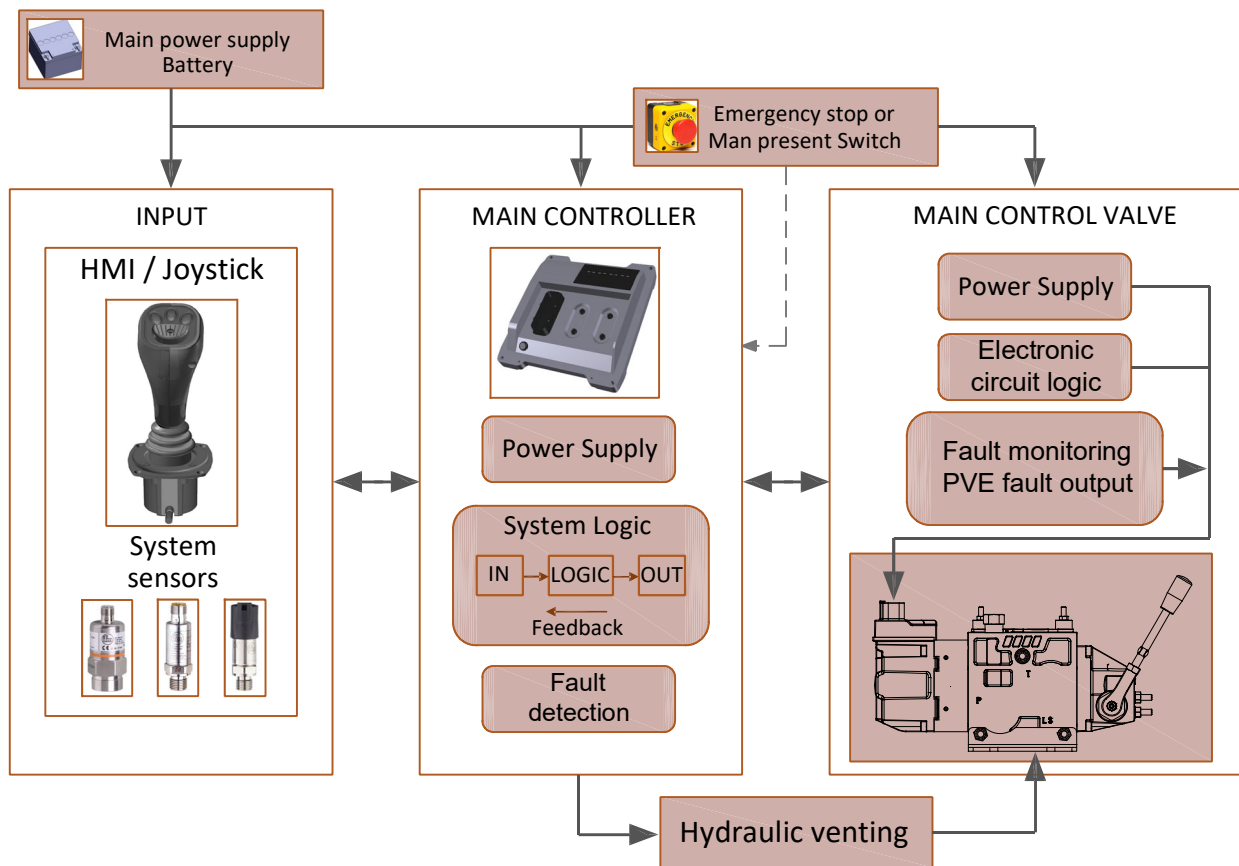 Main power supply
Battery
Emergency stop or
Man present Switch
EMERGENCY
INPUT
HMI / Joystick
System
sensors
MAIN CONTROLLER
Power Supply
System Logic
IN
LOGIC
OUT
Feedback
Fault
detection
MAIN CONTROL VALVE
Power Supply
Electronic
circuit logic
Fault monitoring
PVE fault output
T
P
LS
Hydraulic venting